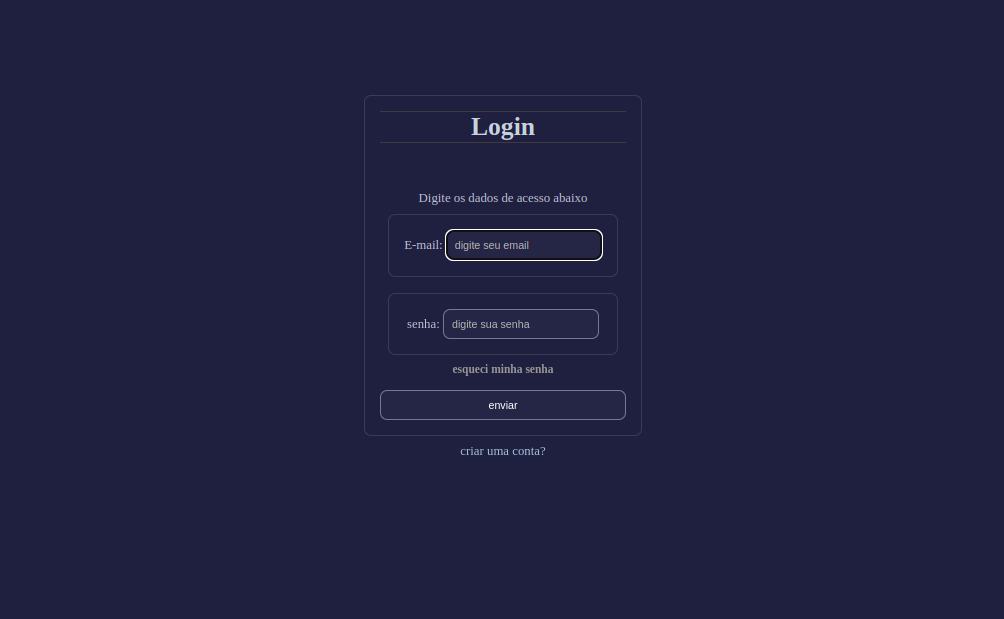 Login
Digite os dados de acesso abaixo
E-mail: digite seu email
senha: digite sua senha
esqueci minha senha
enviar
criar uma conta?